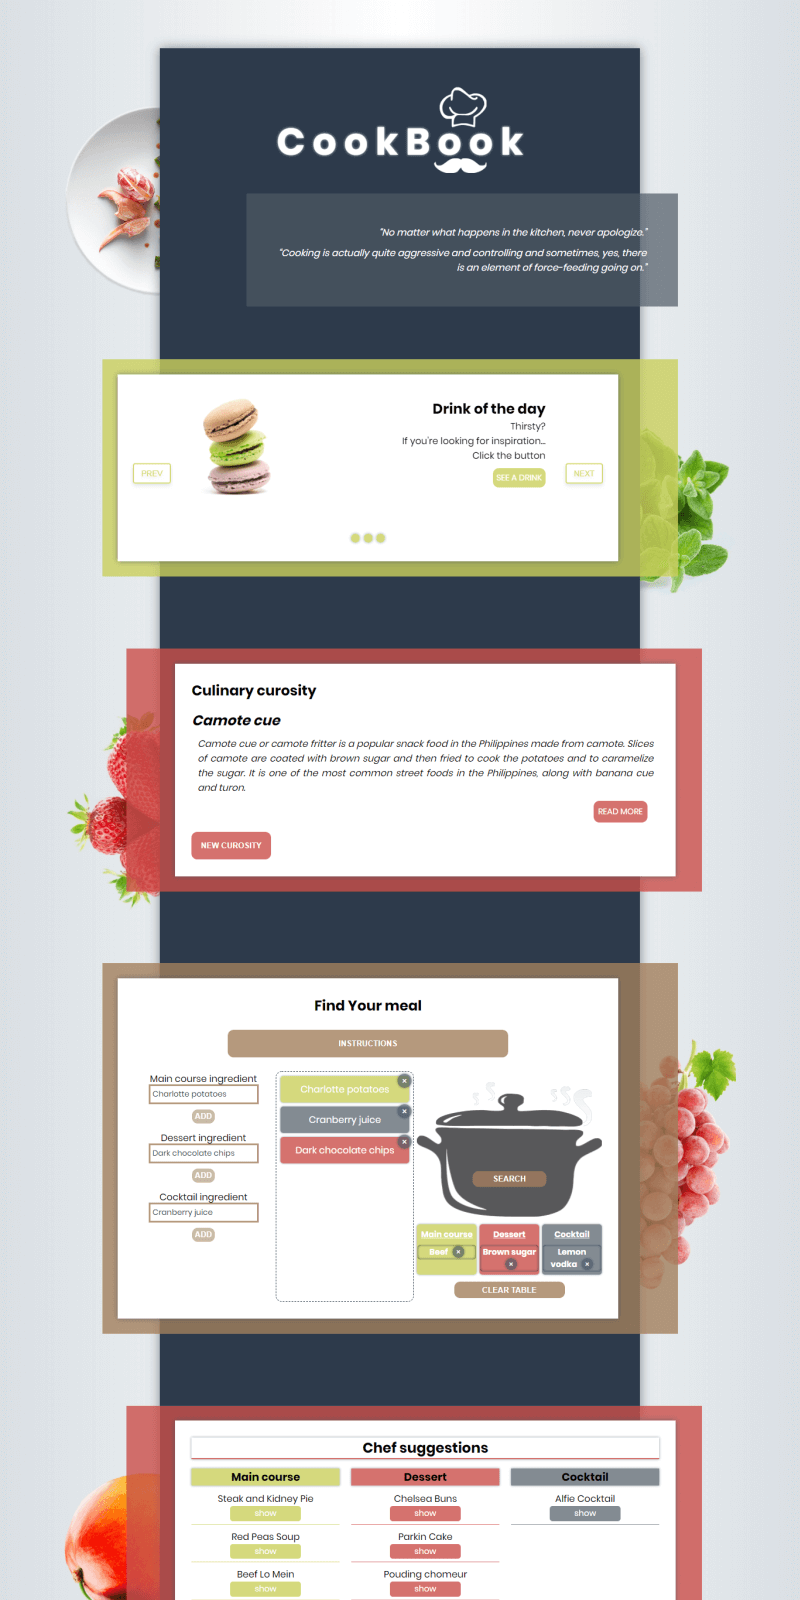 CookBook
"No matter what happens in the kitchen, never apologize."
"Cooking is actually quite aggressive and controlling and sometimes, yes, there
is an element of force-feeding going on."
Drink of the day
Thirsty?
If you're looking for inspiration...
Click the button
PREV
SEE A DRINK
NEXT
Culinary curosity
Camote cue
Camote cue or camote fritter is a popular snack food in the Philippines made from camote. Slices
of camote are coated with brown sugar and then fried to cook the potatoes and to caramelize
the sugar. It is one of the most common street foods in the Philippines, along with banana cue
and turon.
READ MORE
NEW CUROSITY
Find Your meal
INSTRUCTIONS
Main course ingredient
Charlotte potatoes
ADD
Dessert ingredient
Dark chocolate chips
ADD
Cocktail ingredient
Cranberry juice
ADD
Charlotte potatoes ×
Cranberry juice ×
Dark chocolate chips ×
SEARCH
Main course Dessert Cocktail
Beef × Brown sugar × Lemon vodka ×
CLEAR TABLE
Chef suggestions
Main course Dessert Cocktail
Steak and Kidney Pie Chelsea Buns Alfie Cocktail
show show show
Red Peas Soup Parkin Cake
show show
Beef Lo Mein Pouding chomeur
show show